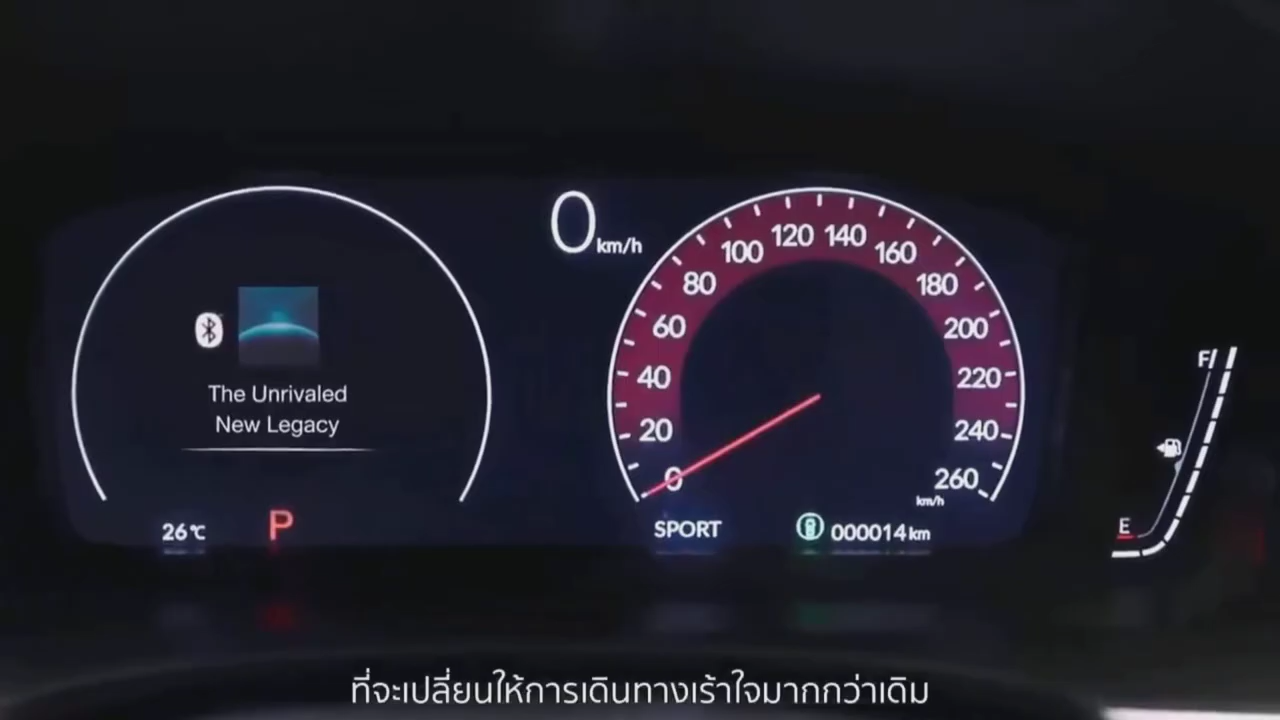 0 km/h
The Unrivaled
New Legacy
26°C
P
0
20
40
60
80
100
120
140
160
180
200
220
240
260
km/h
SPORT
000014 km
F
E
ที่จะเปลี่ยนให้การเดินทางเร้าใจมากกว่าเดิม